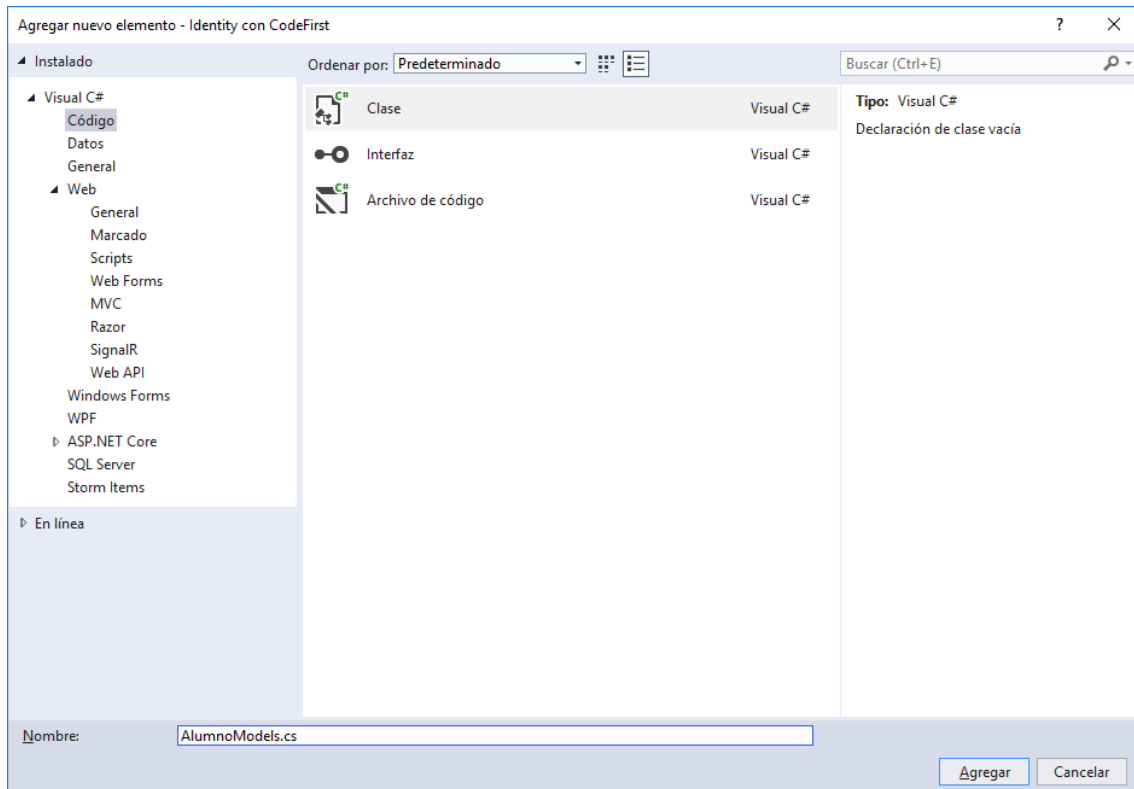 Agregar nuevo elemento - Identity con CodeFirst
?
Instalado
Ordenar por: Predeterminado
Buscar (Ctrl+E)
Visual C#
Código
Datos
General
Web
General
Marcado
Scripts
Web Forms
MVC
Razor
SignalR
Web API
Windows Forms
WPF
ASP.NET Core
SQL Server
Storm Items
En línea
C# Clase Visual C#
Interfaz Visual C#
C# Archivo de código Visual C#
Tipo: Visual C#
Declaración de clase vacía
Nombre: AlumnoModels.cs
Agregar Cancelar